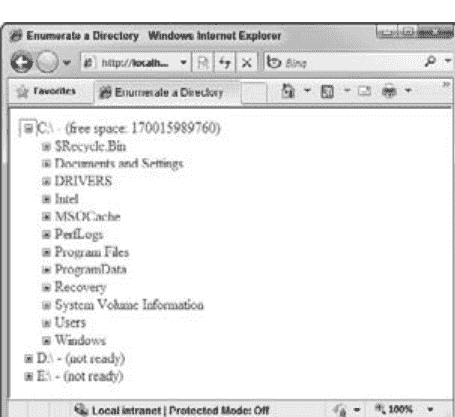 Enumerate a Directory Windows Internet Explorer
http://localh...
Bing
Favorites
Enumerate a Directory
C:\ - (free space: 170015989760)
$Recycle.Bin
Documents and Settings
DRIVERS
Intel
MSOCache
PerfLogs
Program Files
ProgramData
Recovery
System Volume Information
Users
Windows
D:\ - (not ready)
E:\ - (not ready)
Local intranet | Protected Mode: Off
100%